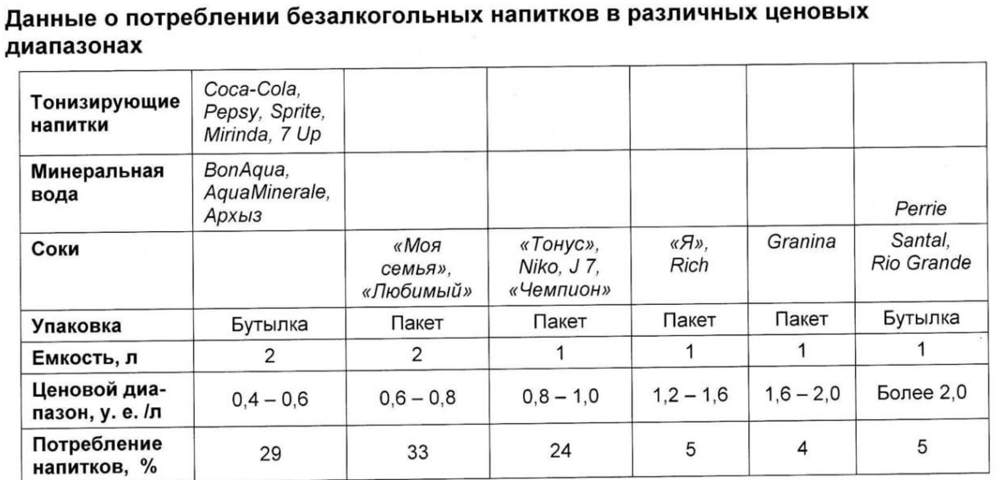 Данные о потреблении безалкогольных напитков в различных ценовых
диапазонах
Тонизирующие
напитки
Coca-Cola,
Pepsy, Sprite,
Mirinda, 7 Up
Минеральная
вода
BonAqua,
AquaMinerale,
Архыз
Perrie
Соки
«Моя
семья»,
«Любимый»
«Тонус»,
Niko, J 7,
«Чемпион»
«Я»,
Rich
Granina
Santal,
Rio Grande
Упаковка Бутылка Пакет Пакет Пакет Пакет Бутылка
Емкость, л 2 2 1 1 1 1
Ценовой диа-
пазон, у. е. /л
0,4 – 0,6 0,6 – 0,8 0,8 – 1,0 1,2 – 1,6 1,6 – 2,0 Более 2,0
Потребление
напитков, %
29 33 24 5 4 5